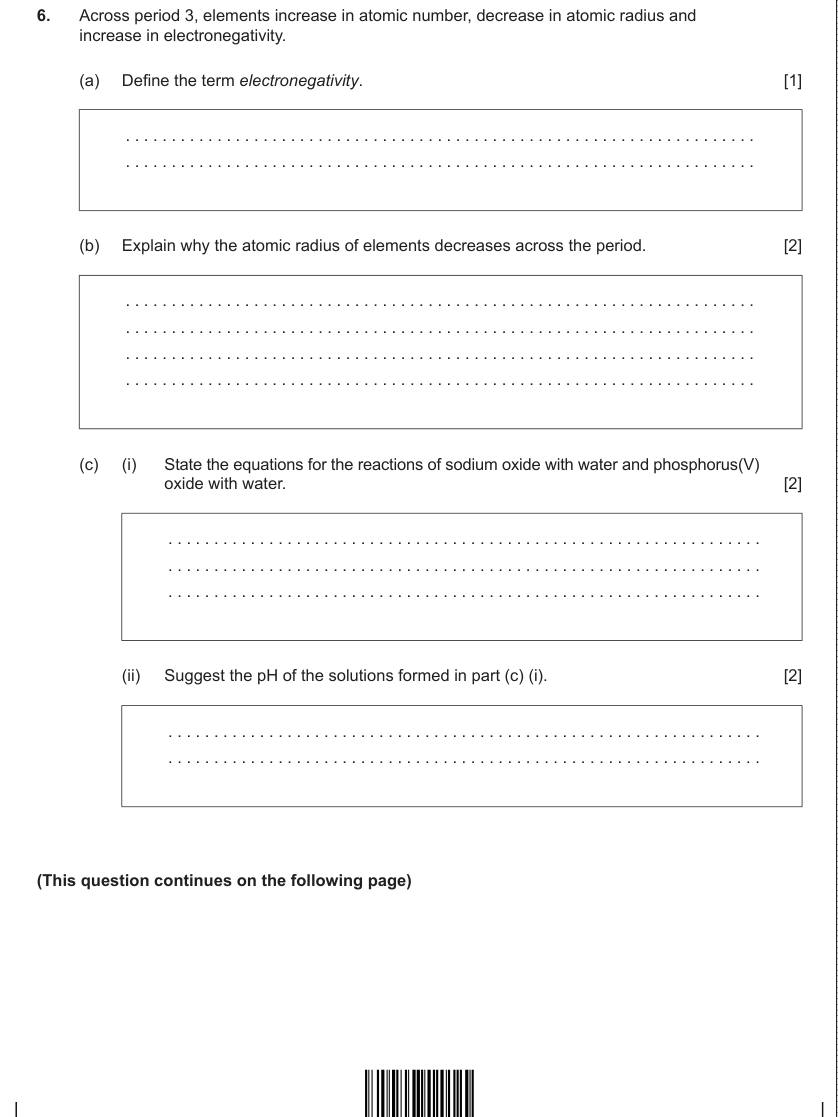 6. Across period 3, elements increase in atomic number, decrease in atomic radius and
increase in electronegativity.
(a) Define the term electronegativity. [1]
(b) Explain why the atomic radius of elements decreases across the period. [2]
(c) (i) State the equations for the reactions of sodium oxide with water and phosphorus(V)
oxide with water. [2]
(ii) Suggest the pH of the solutions formed in part (c) (i). [2]
(This question continues on the following page)